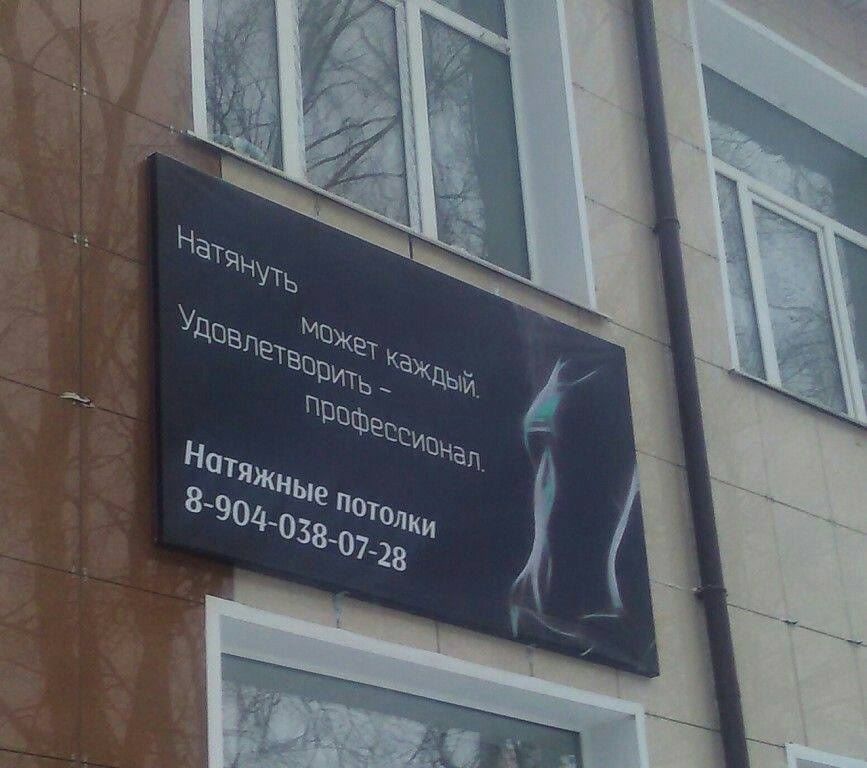 Натянуть
может каждый.
Удовлетворить –
профессионал.
Натяжные потолки
8-904-038-07-28